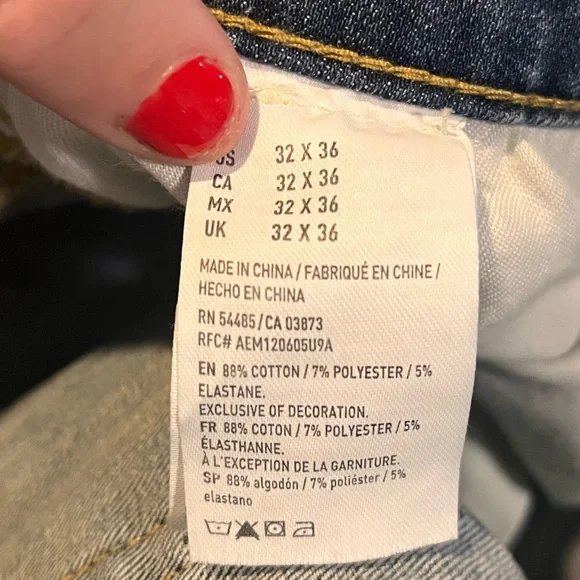 US 32 X 36
CA 32 X 36
MX 32 X 36
UK 32 X 36
MADE IN CHINA / FABRIQUÉ EN CHINE /
HECHO EN CHINA
RN 54485/CA 03873
RFC# AEM120605U9A
EN 88% COTTON / 7% POLYESTER / 5%
ELASTANE.
EXCLUSIVE OF DECORATION.
FR 88% COTON / 7% POLYESTER / 5%
ÉLASTHANNE.
À L'EXCEPTION DE LA GARNITURE.
SP 88% algodón / 7% poliéster / 5%
elastano